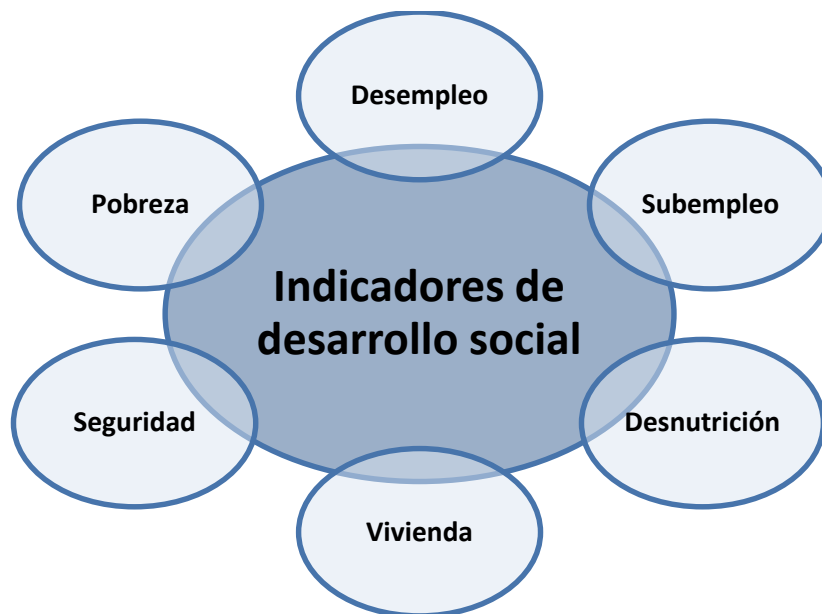 Desempleo
Pobreza
Subempleo
Indicadores de
desarrollo social
Seguridad
Desnutrición
Vivienda